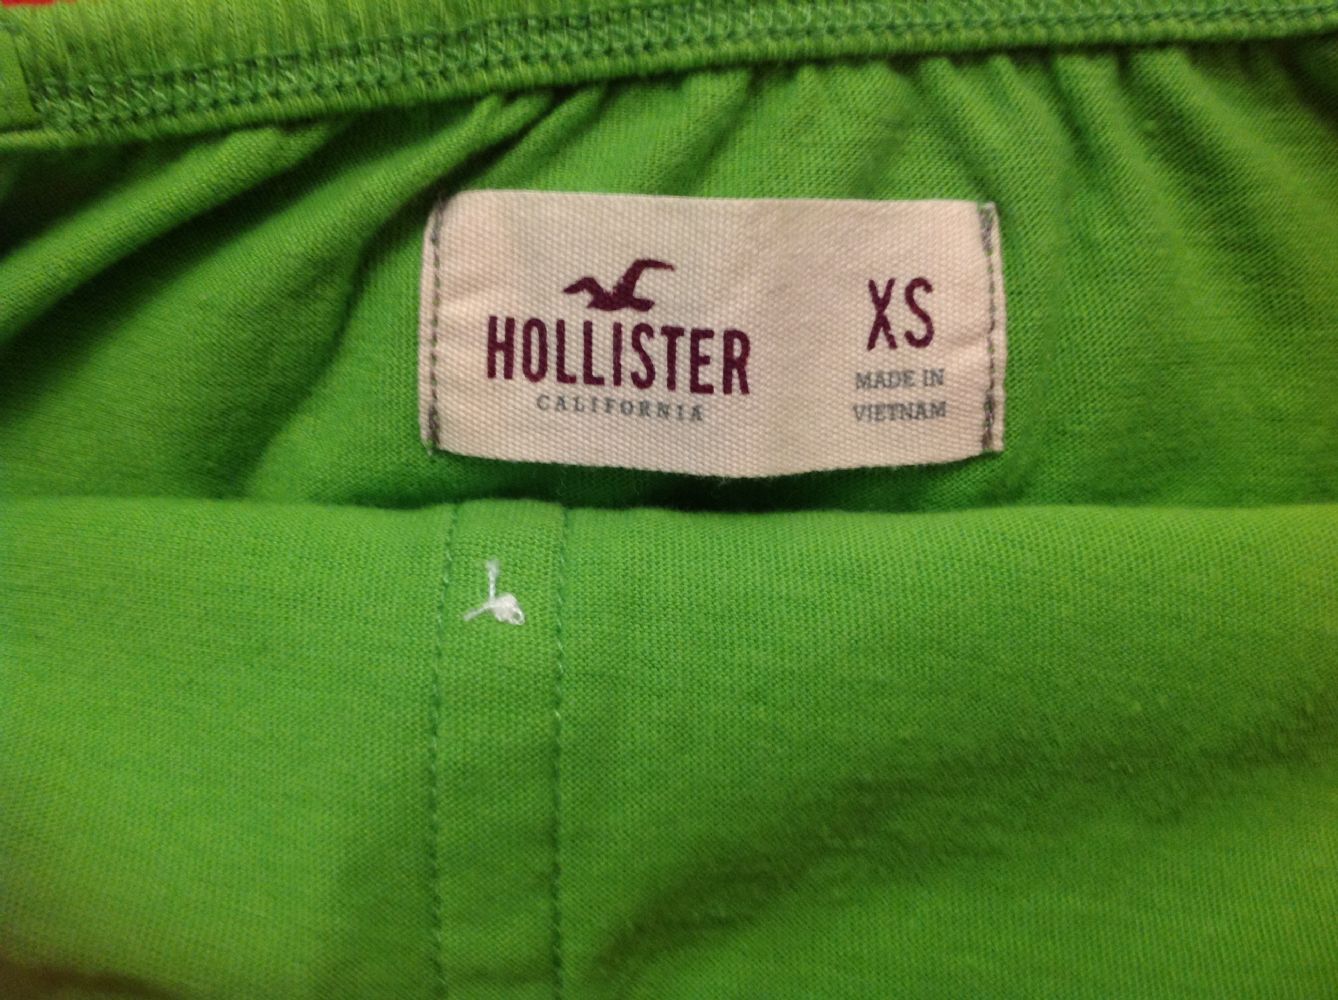 HOLLISTER
CALIFORNIA
XS
MADE IN
VIETNAM